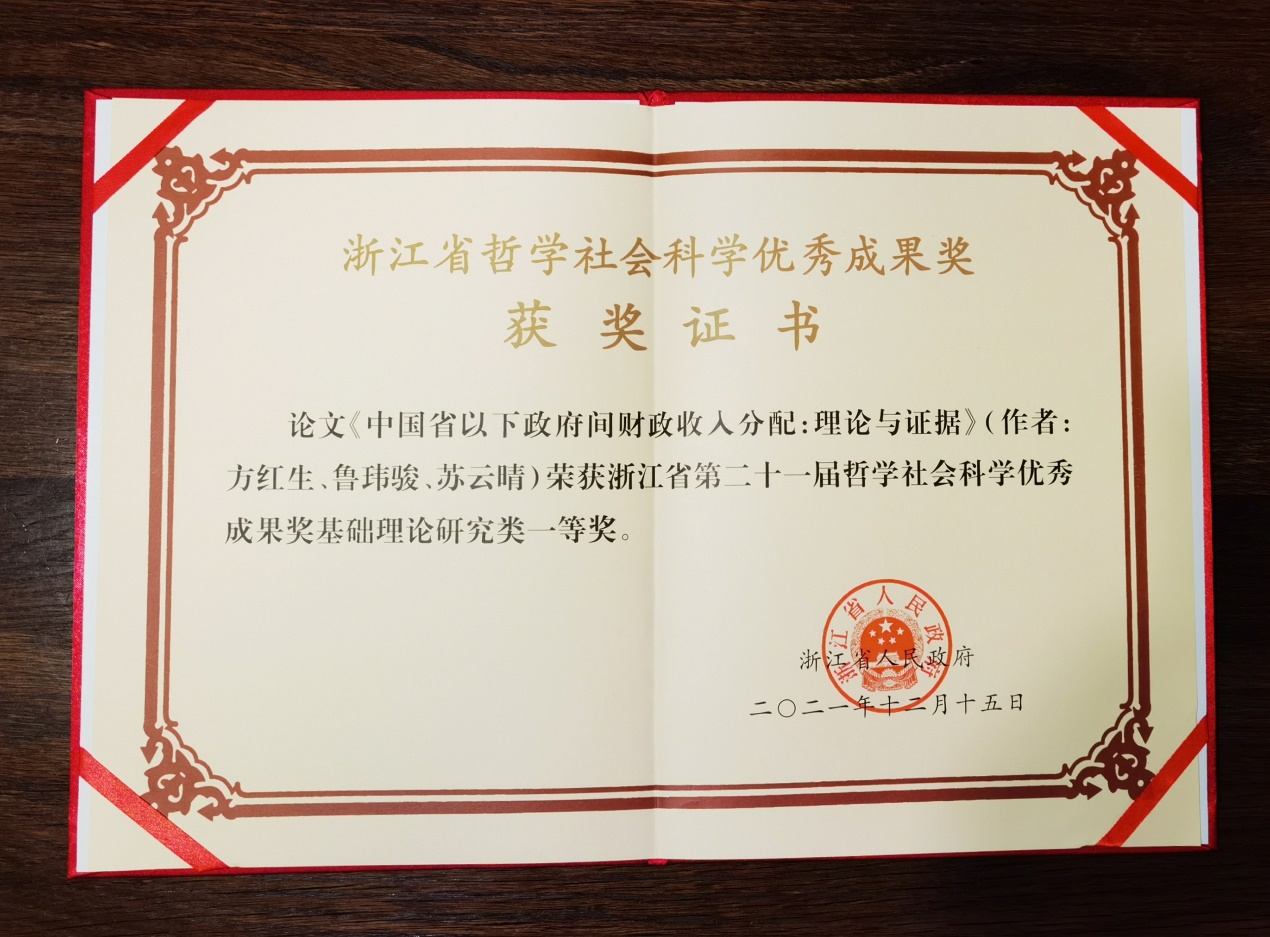 浙江省哲学社会科学优秀成果奖
获奖证书
论文《中国省以下政府间财政收入分配:理论与证据》(作者:
方红生、鲁玮骏、苏云晴)荣获浙江省第二十一届哲学社会科学优秀
成果奖基础理论研究类一等奖。
浙江省人民政府
浙江省人民政府
二〇二一年十二月十五日